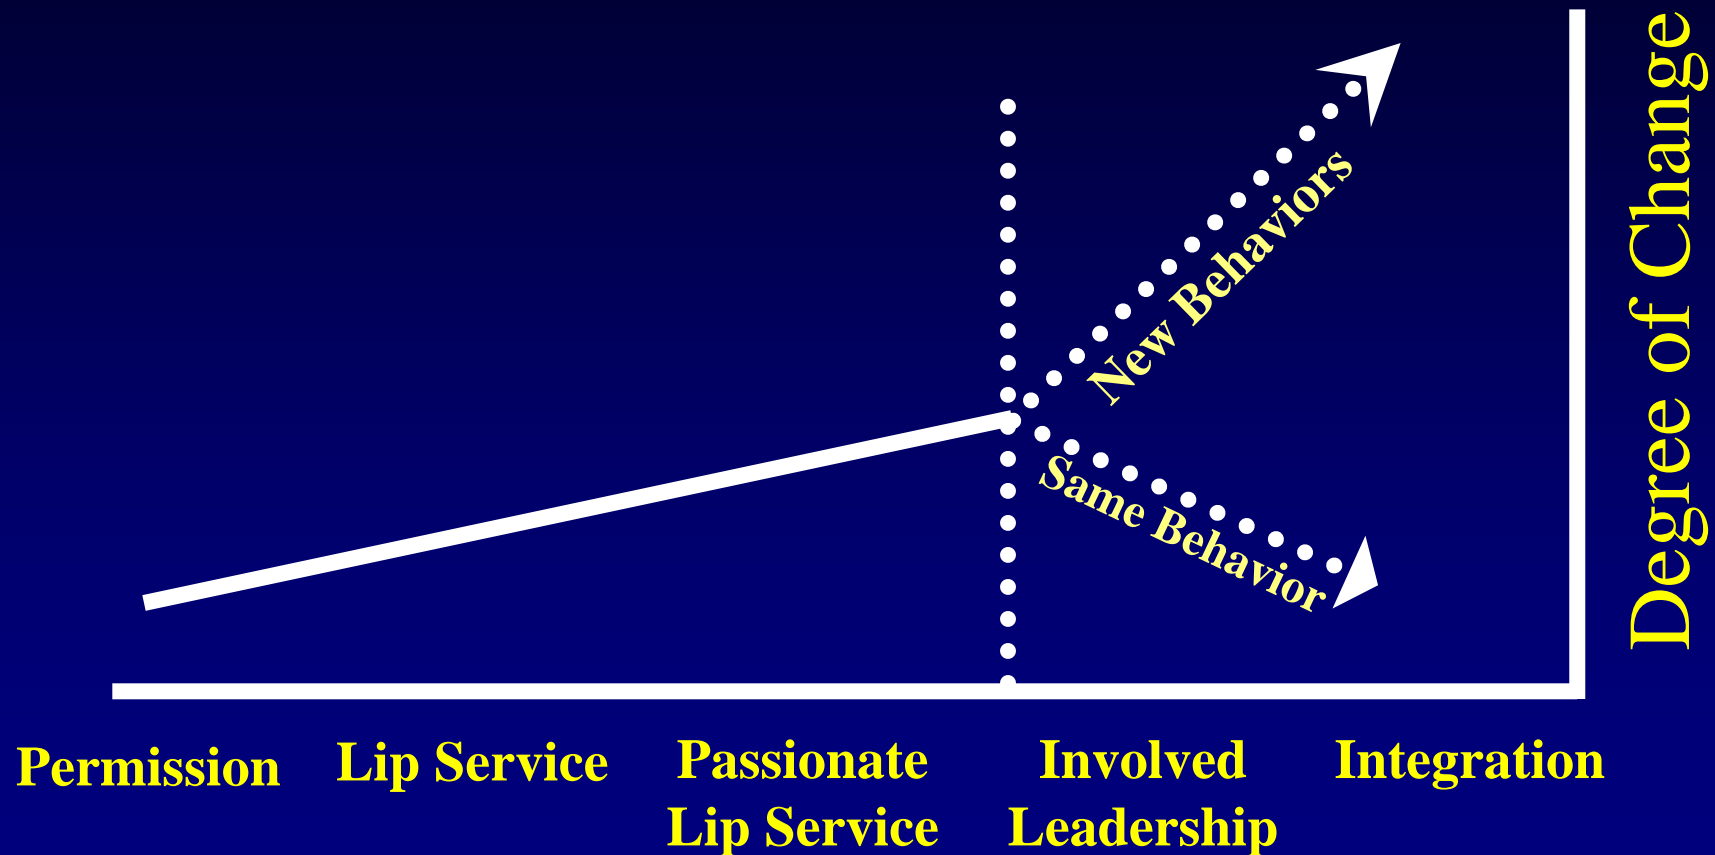 Degree of Change
New Behaviors
Same Behavior
Permission
Lip Service
Passionate
Lip Service
Involved
Leadership
Integration